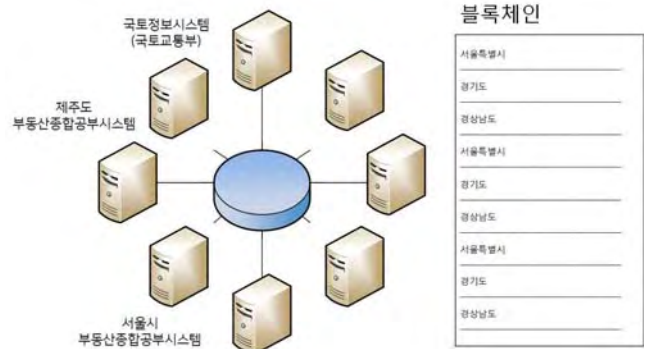 국토정보시스템
(국토교통부)
제주도
부동산종합공부시스템
서울시
부동산종합공부시스템
블록체인
서울특별시
경기도
경상남도
서울특별시
경기도
경상남도
서울특별시
경기도
경상남도